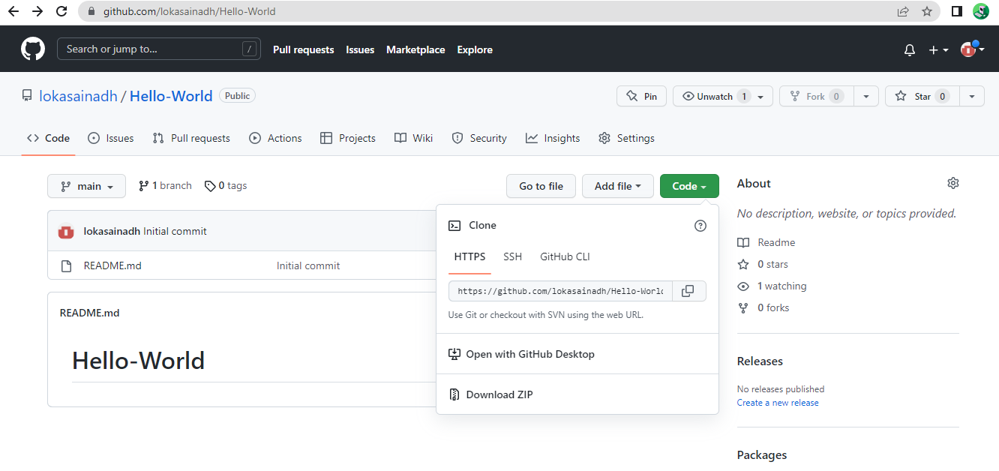 github.com/lokasainadh/Hello-World
Search or jump to... / Pull requests Issues Marketplace Explore
lokasainadh / Hello-World Public Pin Unwatch 1 Fork 0 Star 0
Code Issues Pull requests Actions Projects Wiki Security Insights Settings
main 1 branch 0 tags Go to file Add file Code
lokasainadh Initial commit
README.md Initial commit
README.md
Hello-World
Clone
HTTPS SSH GitHub CLI
https://github.com/lokasainadh/Hello-World
Use Git or checkout with SVN using the web URL.
Open with GitHub Desktop
Download ZIP
About
No description, website, or topics provided.
Readme
0 stars
1 watching
0 forks
Releases
No releases published
Create a new release
Packages